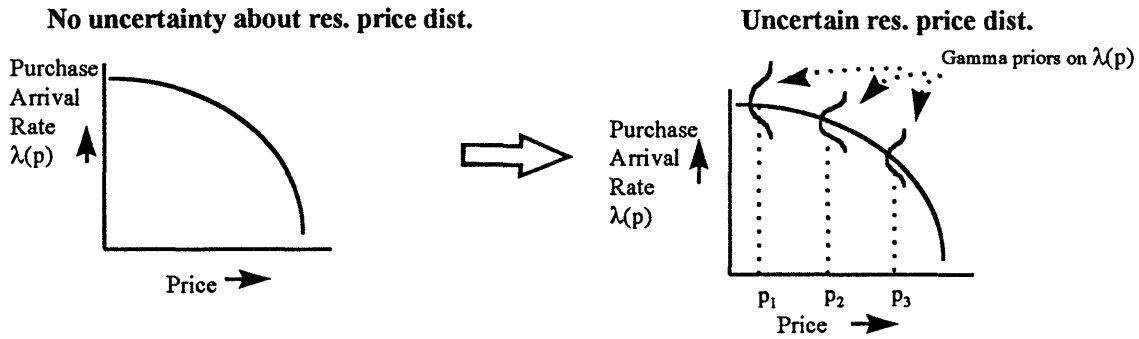 No uncertainty about res. price dist.
Purchase
Arrival
Rate
λ(p)
Price
Uncertain res. price dist.
Gamma priors on λ(p)
Purchase
Arrival
Rate
λ(p)
p1 p2 p3
Price